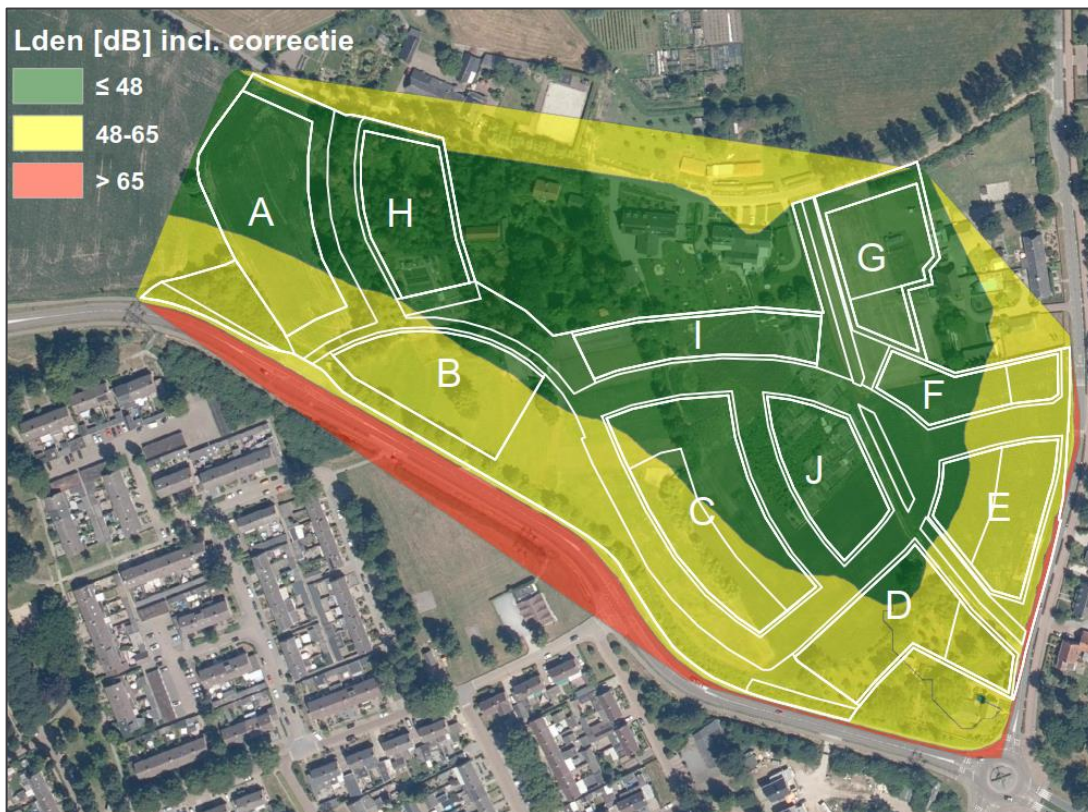 Lden [dB] incl. correctie
≤ 48
48-65
> 65
A
H
G
I
B
F
J
C
E
D